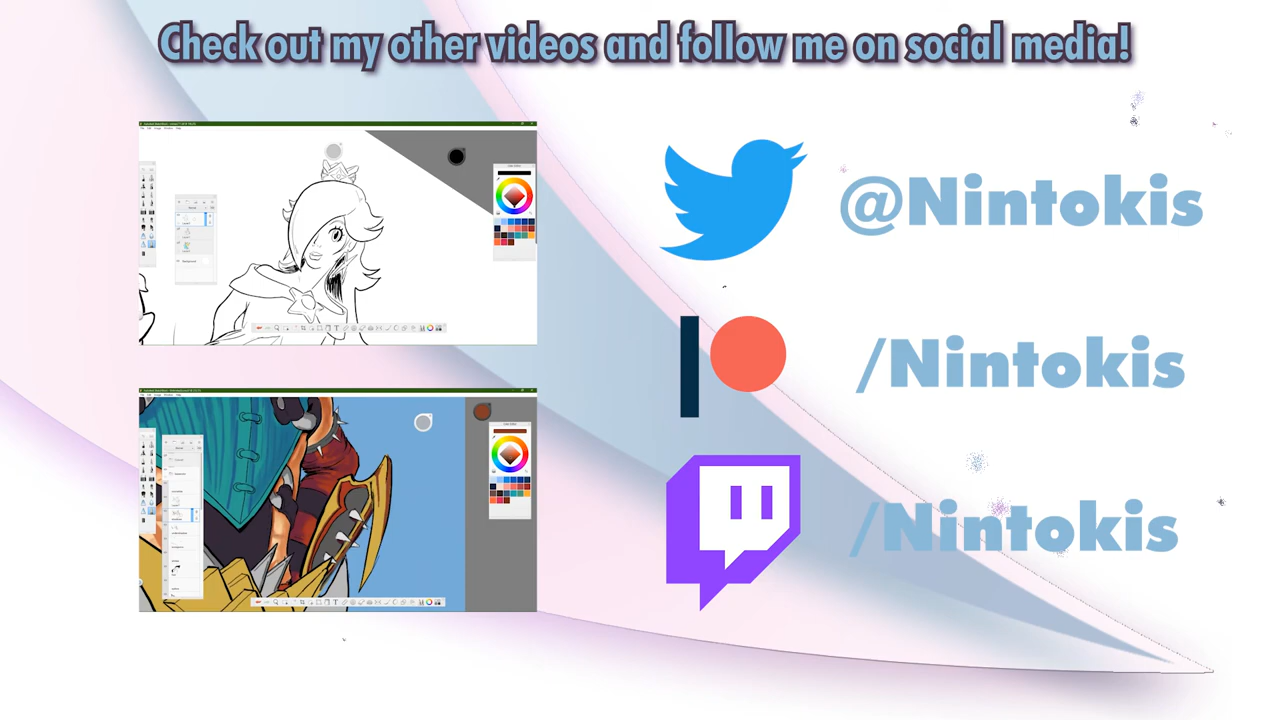 Check out my other videos and follow me on social media!
@Nintokis
/Nintokis
/Nintokis